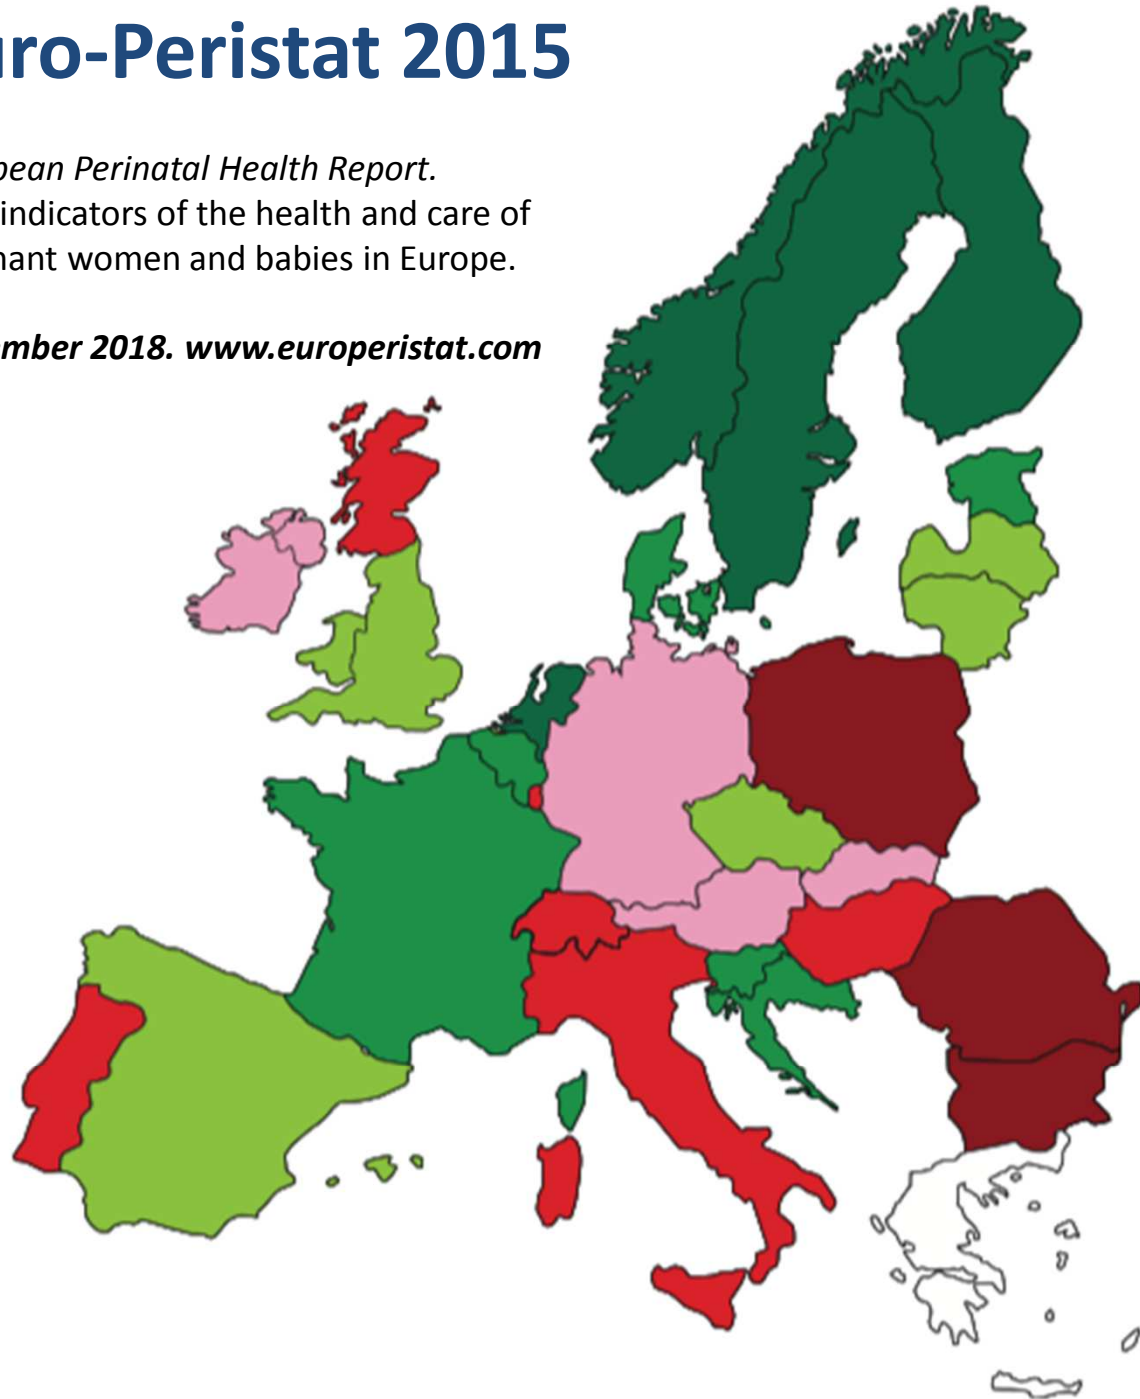 uro-Peristat 2015
pean Perinatal Health Report.
indicators of the health and care of
nant women and babies in Europe.
mber 2018. www.europeristat.com